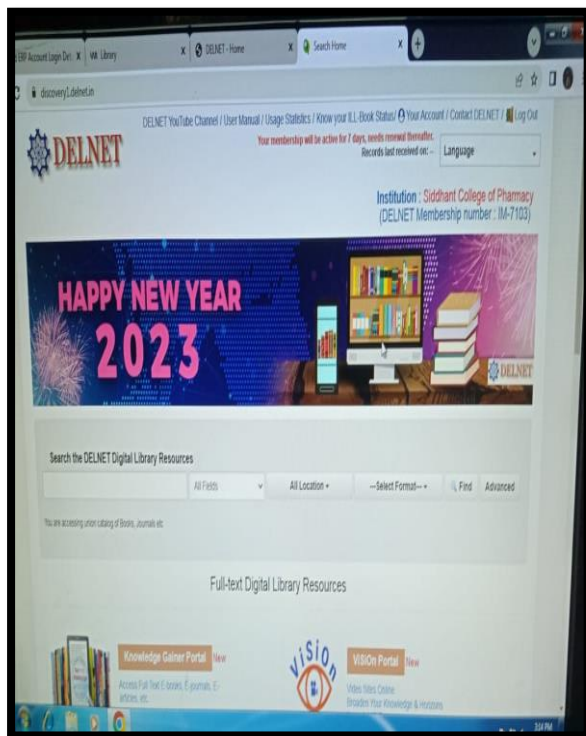 ERP Account Login Det X Library X DELNET - Home X Search Home X +
discovery1.delnet.in
DELNET YouTube Channel / User Manual / Usage Statistics / Know your ILL-Book Status/ Your Account / Contact DELNET / Log Out
DELNET
Your membership will be active for 7 days, needs renewal thereafter.
Records last received on: -- Language
Institution : Siddhant College of Pharmacy
(DELNET Membership number : IM-7103)
HAPPY NEW YEAR
2023
DELNET
Search the DELNET Digital Library Resources
All Fields All Location ---Select Format--- Find Advanced
You are accessing union catalog of Books, Journals etc
Full-text Digital Library Resources
Knowledge Gainer Portal New
Access Full Text E-books, E-journals, E-
articles, etc.
ViSiOn
ViSiOn Portal New
Video Sites Online
Broaden Your Knowledge & Horizons
3:04 PM